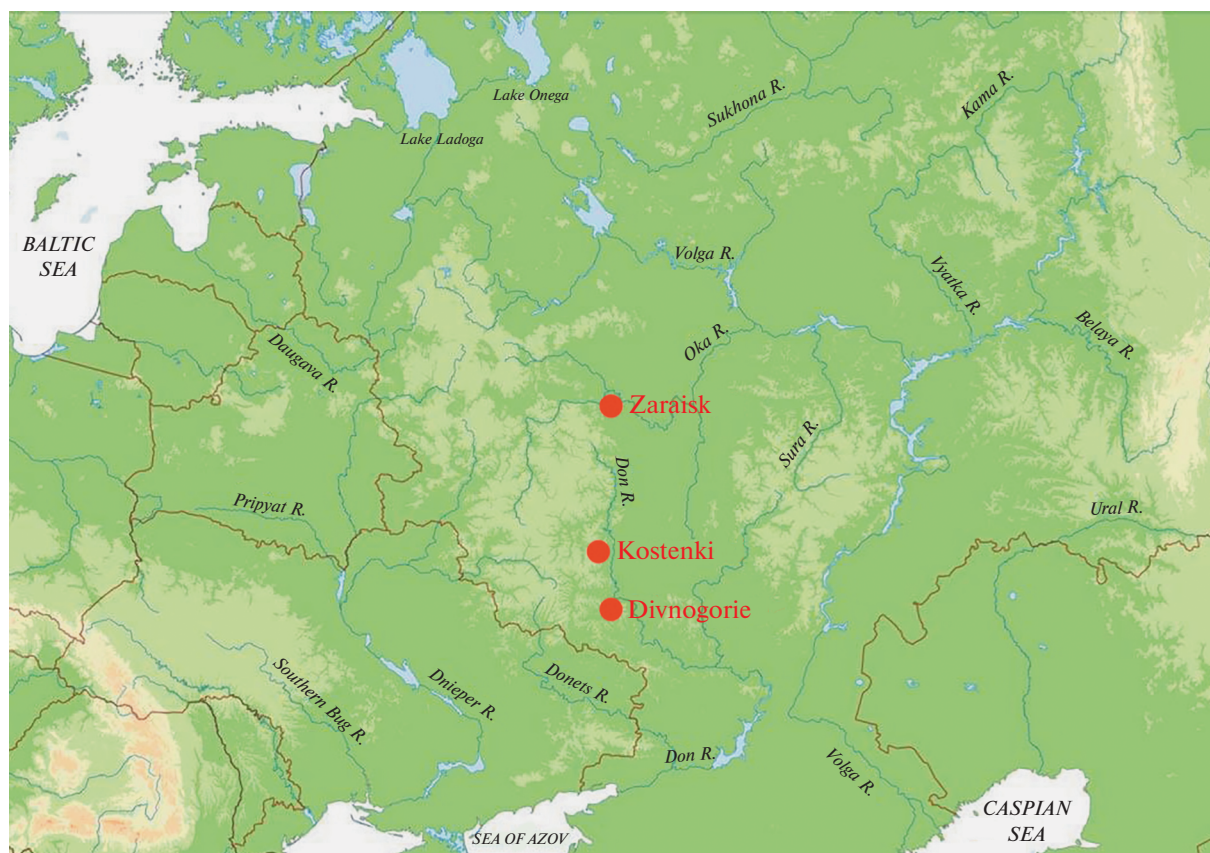 Lake Onega
Sukhona R.
Kama R.
Lake Ladoga
BALTIC
SEA
Volga R.
Vyatka R.
Belaya R.
Oka R.
Daugava R.
Zaraisk
Sura R.
Don R.
Pripyat R.
Ural R.
Kostenki
Divnogorie
Southern Bug R.
Dnieper R.
Donets R.
Don R.
Volga R.
CASPIAN
SEA
SEA OF AZOV